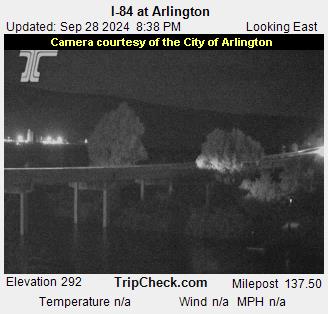 I-84 at Arlington
Updated: Sep 28 2024 8:38 PM Looking East
Camera courtesy of the City of Arlington
Elevation 292 TripCheck.com Milepost 137.50
Temperature n/a Wind n/a MPH n/a